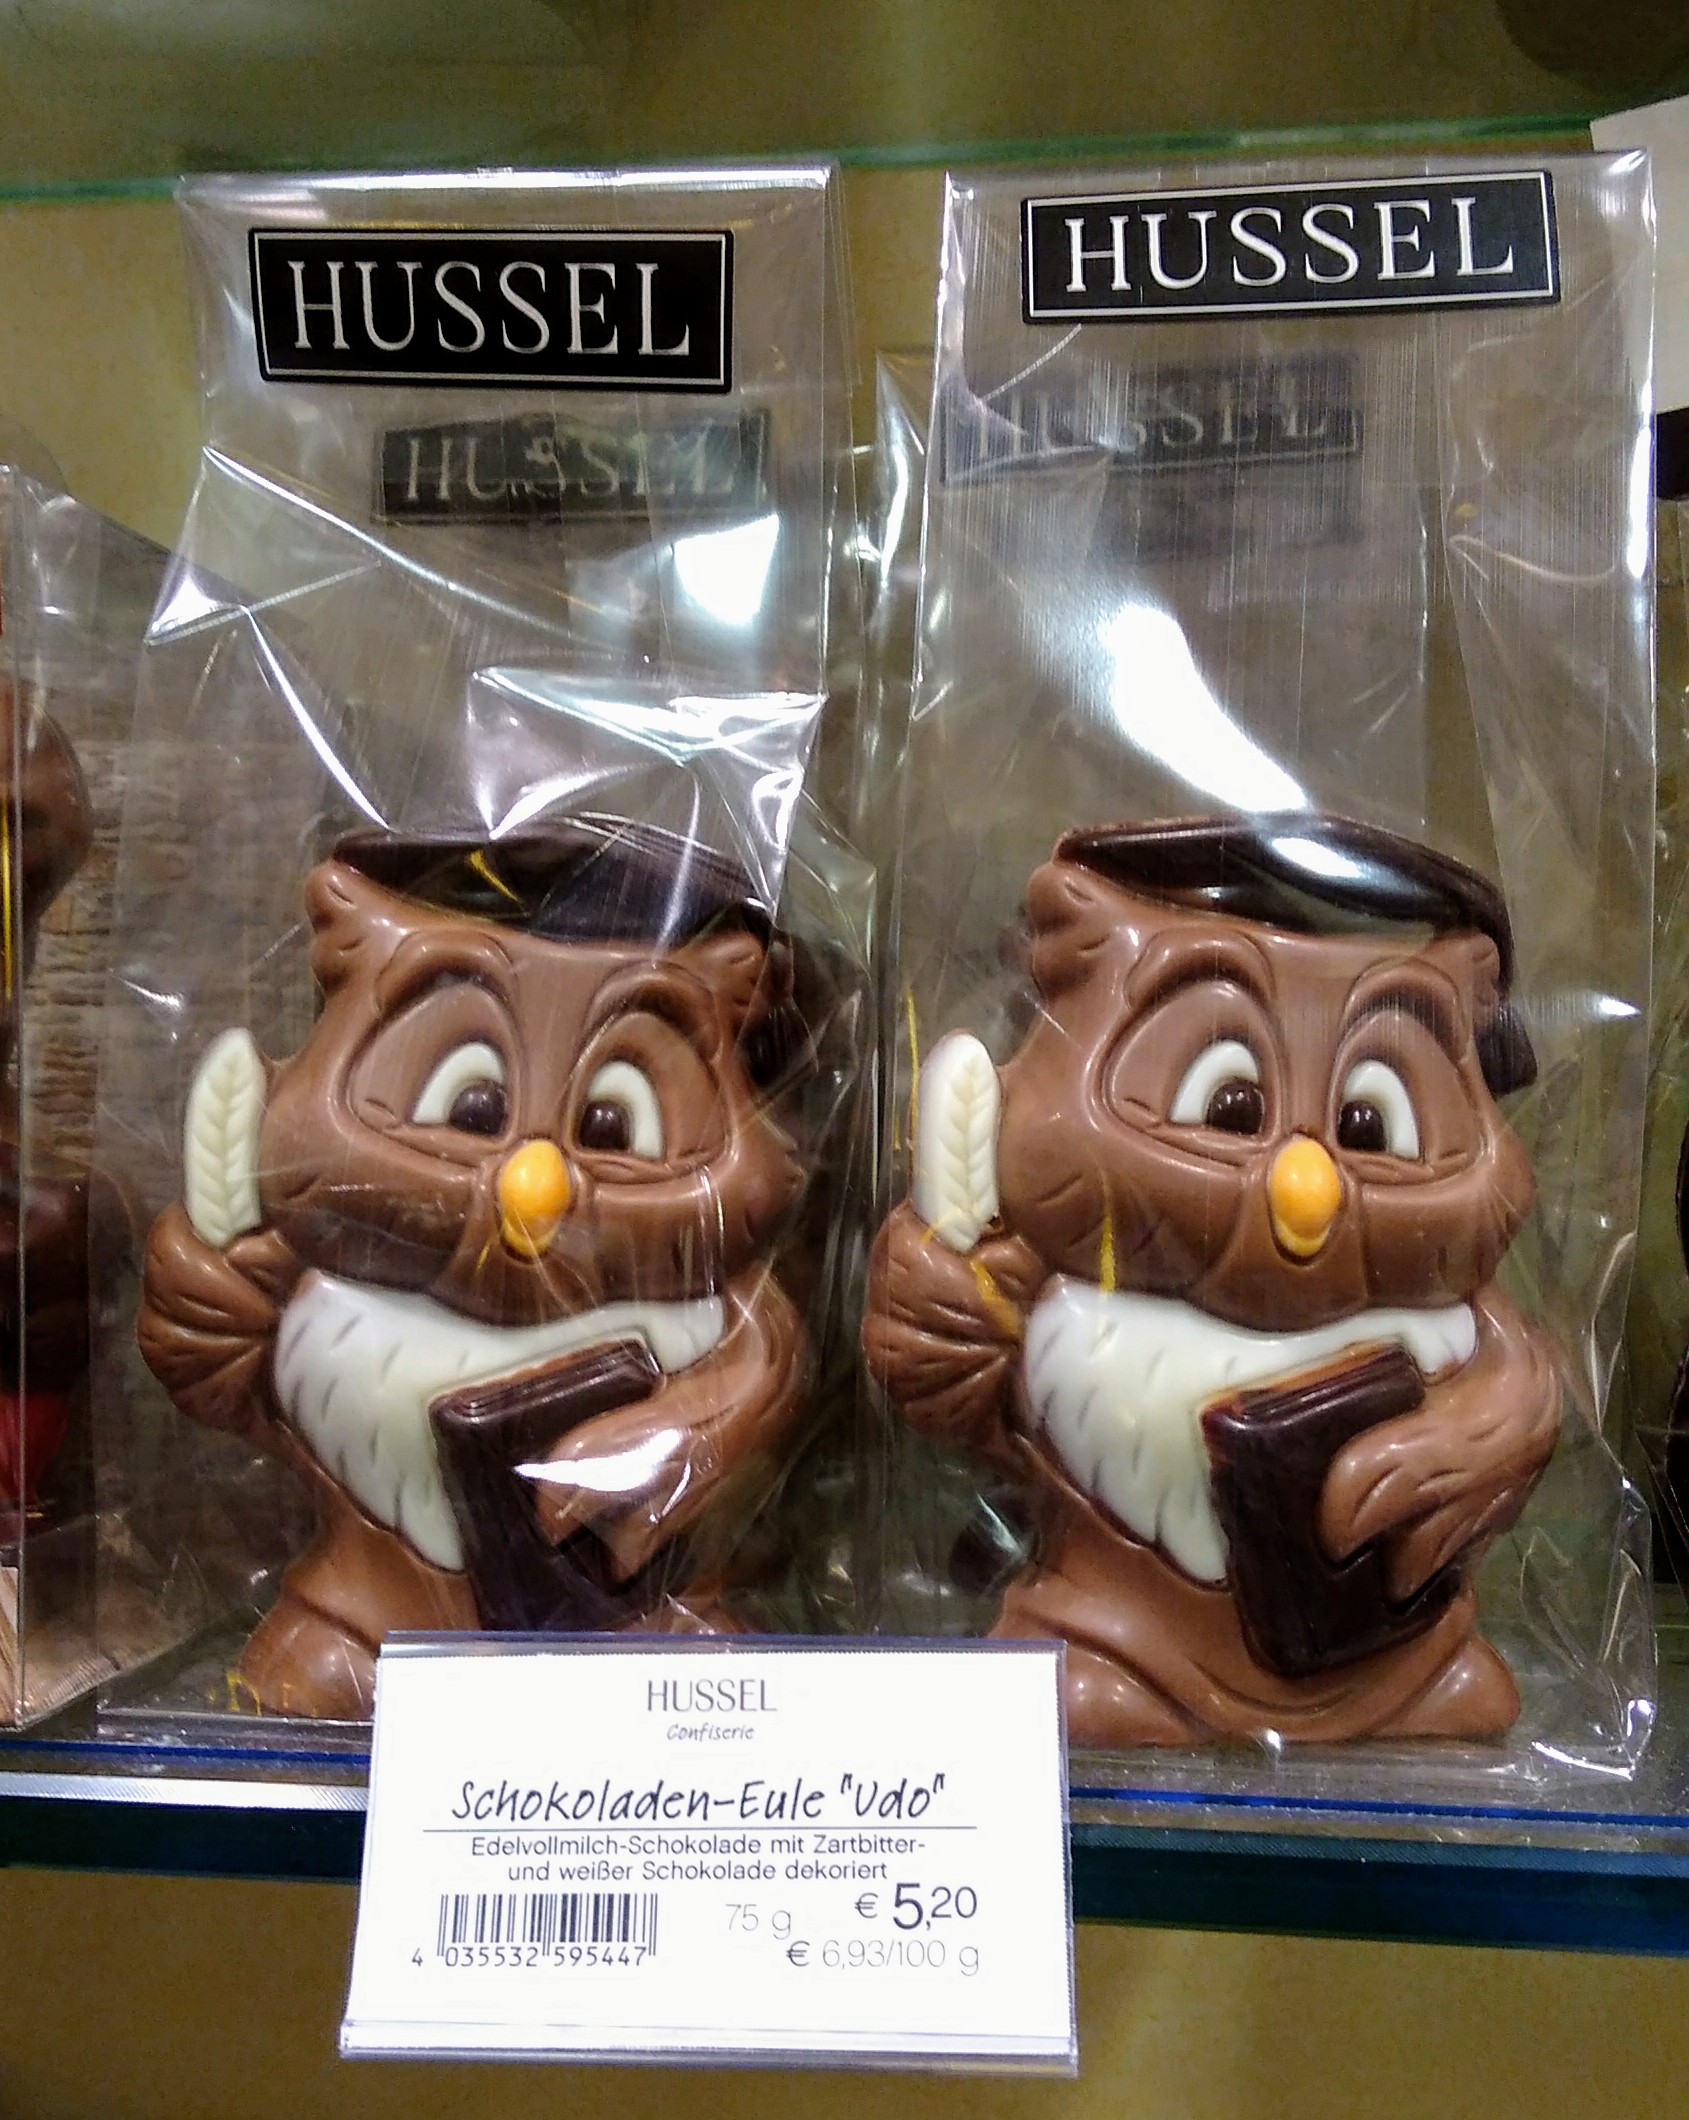 HUSSEL
HUSSEL
HUSSEL
HUSSEL
HUSSEL
Confiserie
Schokoladen-Eule "Udo"
Edelvollmilch-Schokolade mit Zartbitter-
und weißer Schokolade dekoriert
75 g € 5,20
4 035532 595447
€ 6,93/100 g